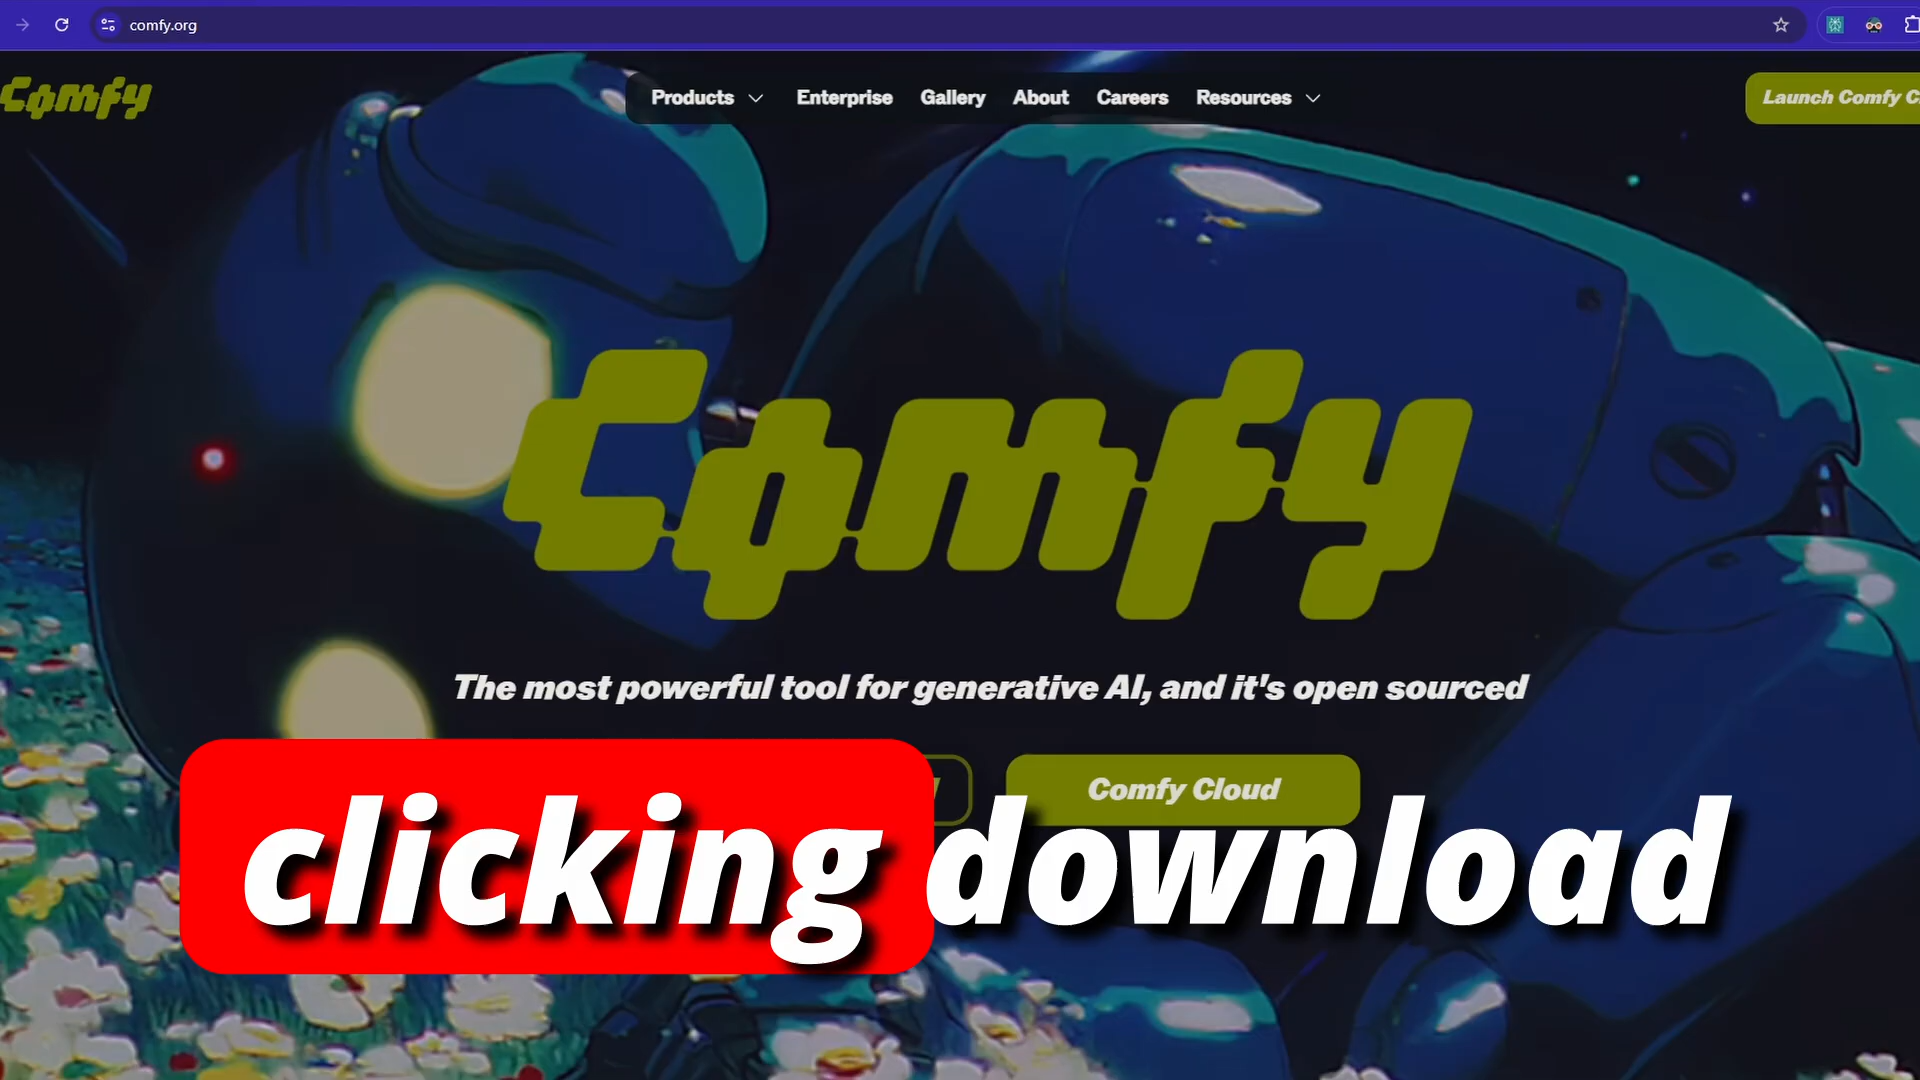 comfy.org
Comfy
Products Enterprise Gallery About Careers Resources
Launch Comfy
Comfy
The most powerful tool for generative AI, and it's open sourced
Comfy Cloud
clicking download